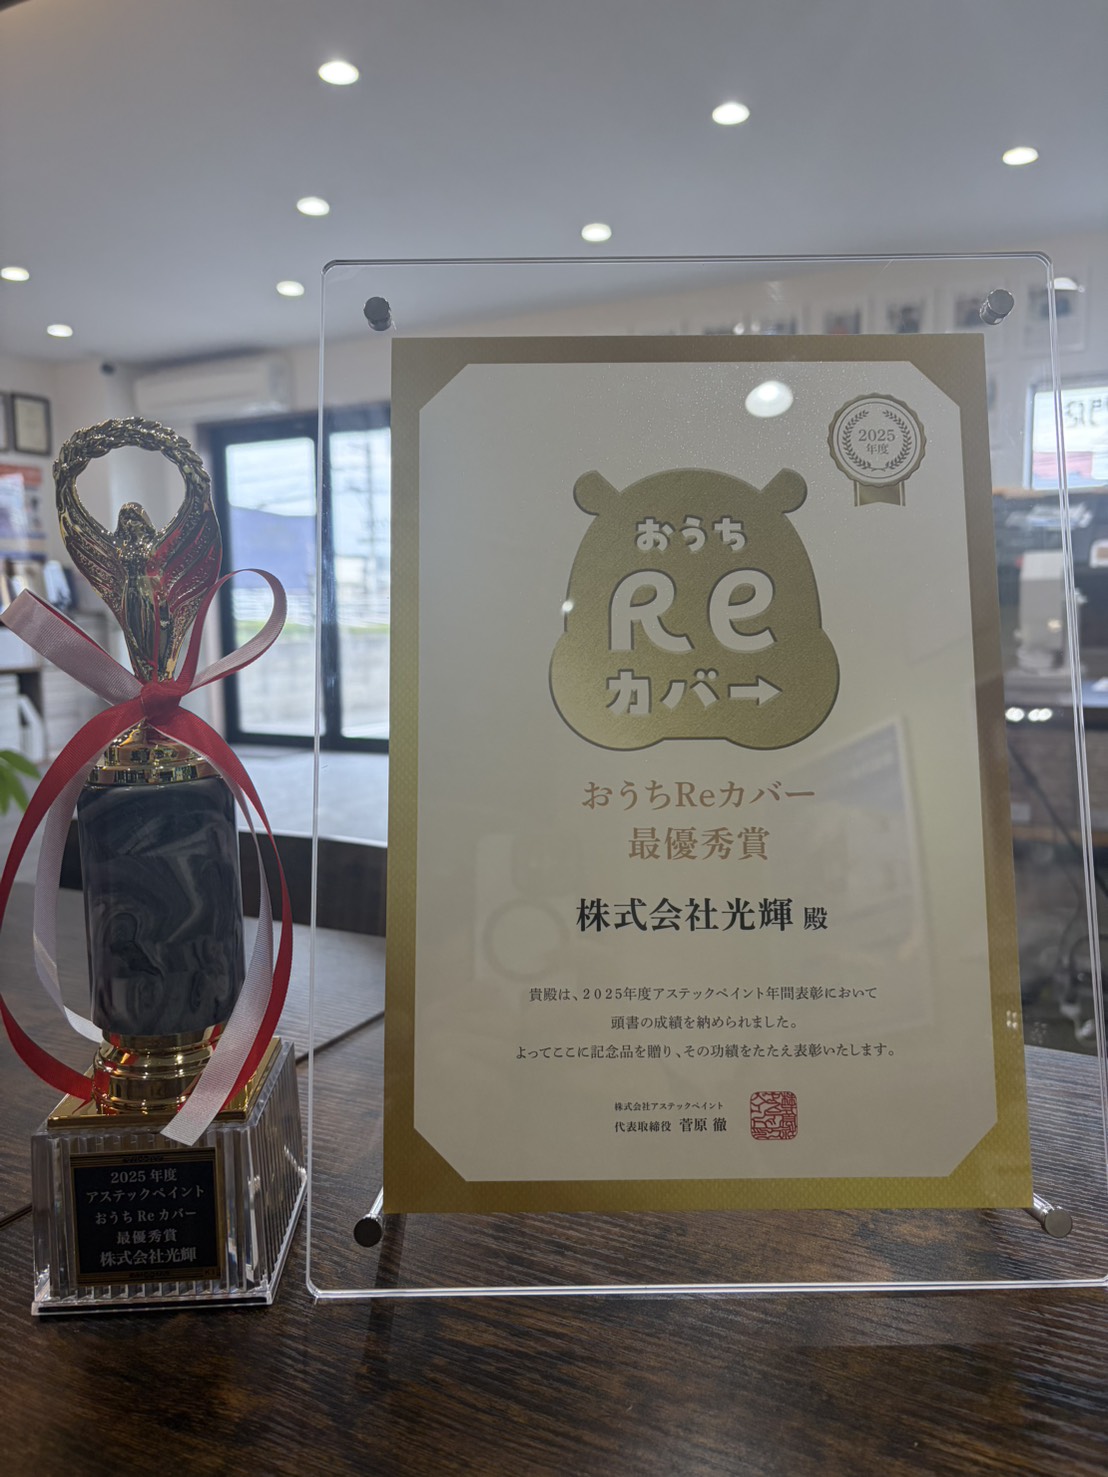 2025
年度
おうち
Re
カバー
おうちReカバー
最優秀賞
株式会社光輝 殿
貴殿は、2025年度アステックペイント年間表彰において
頭書の成績を納められました。
よってここに記念品を贈り、その功績をたたえ表彰いたします。
株式会社アステックペイント
代表取締役 菅原 徹
2025 年度
アステックペイント
おうち Re カバー
最優秀賞
株式会社光輝